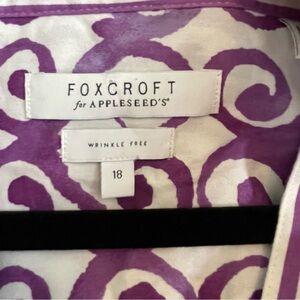 FOXCROFT
for APPLESEED'S®
WRINKLE FREE
18